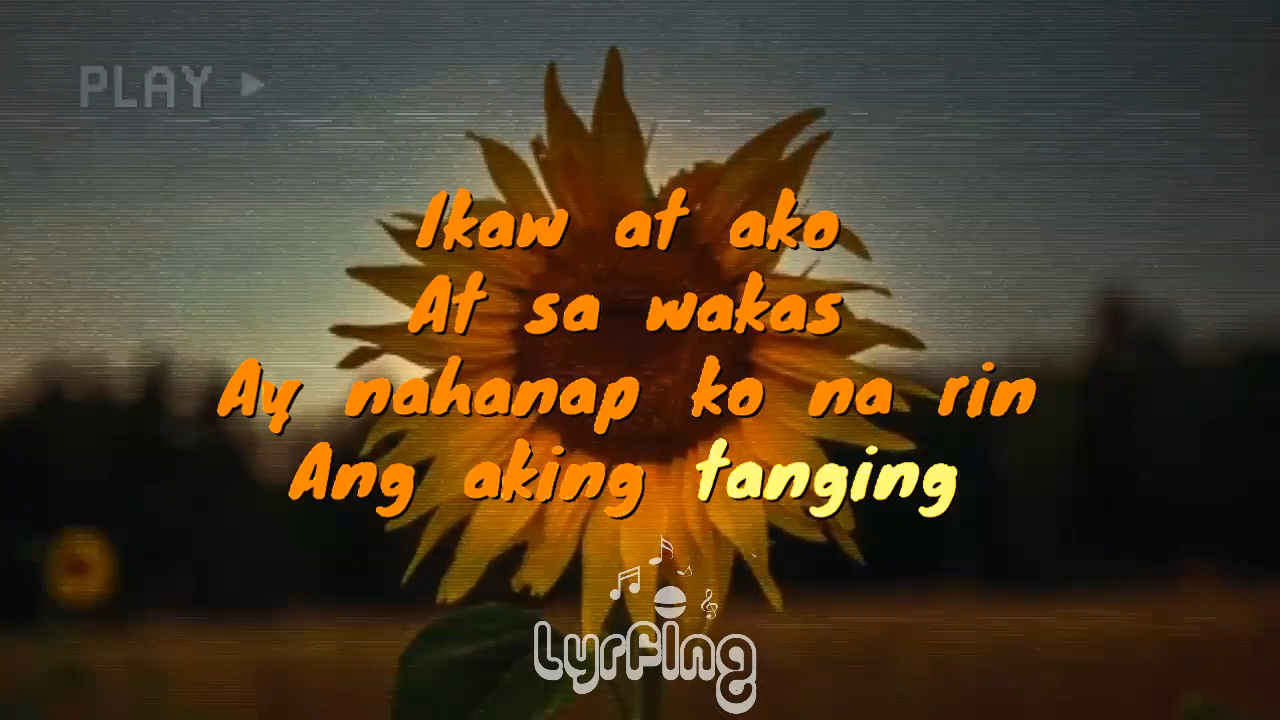 PLAY
Ikaw at ako
At sa wakas
Ay nahanap ko na rin
Ang aking tanging
LyrFing